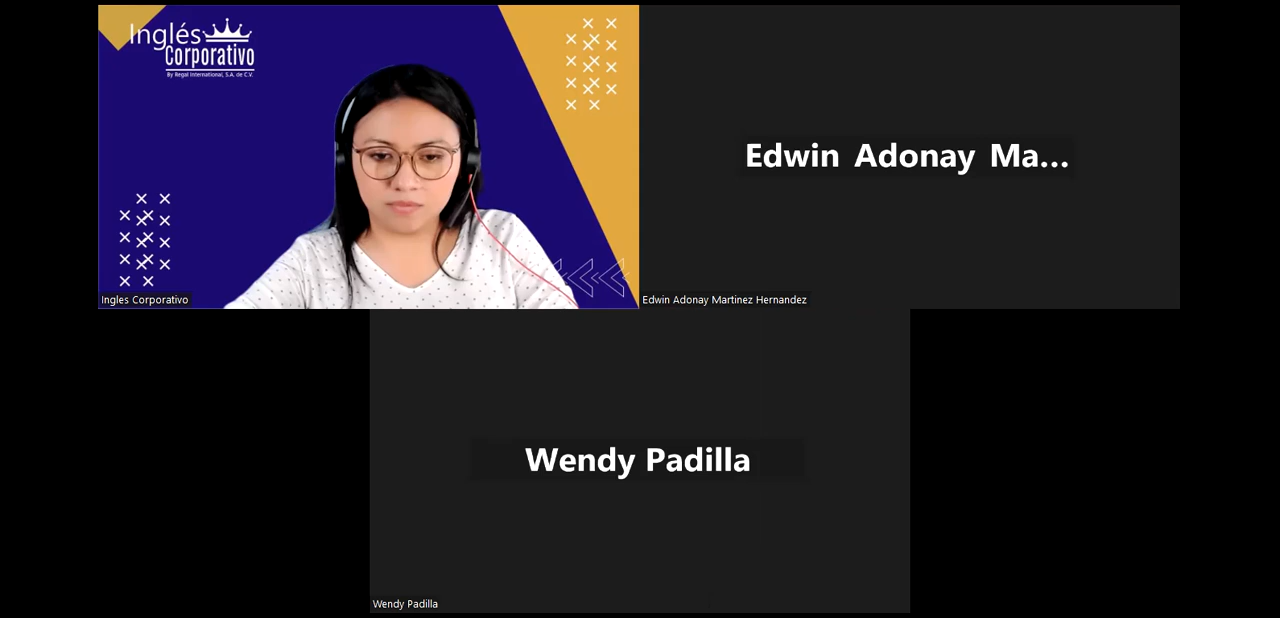 Inglés
Corporativo
By Regal International, S.A. de C.V.
Edwin Adonay Ma...
Ingles Corporativo
Edwin Adonay Martinez Hernandez
Wendy Padilla
Wendy Padilla